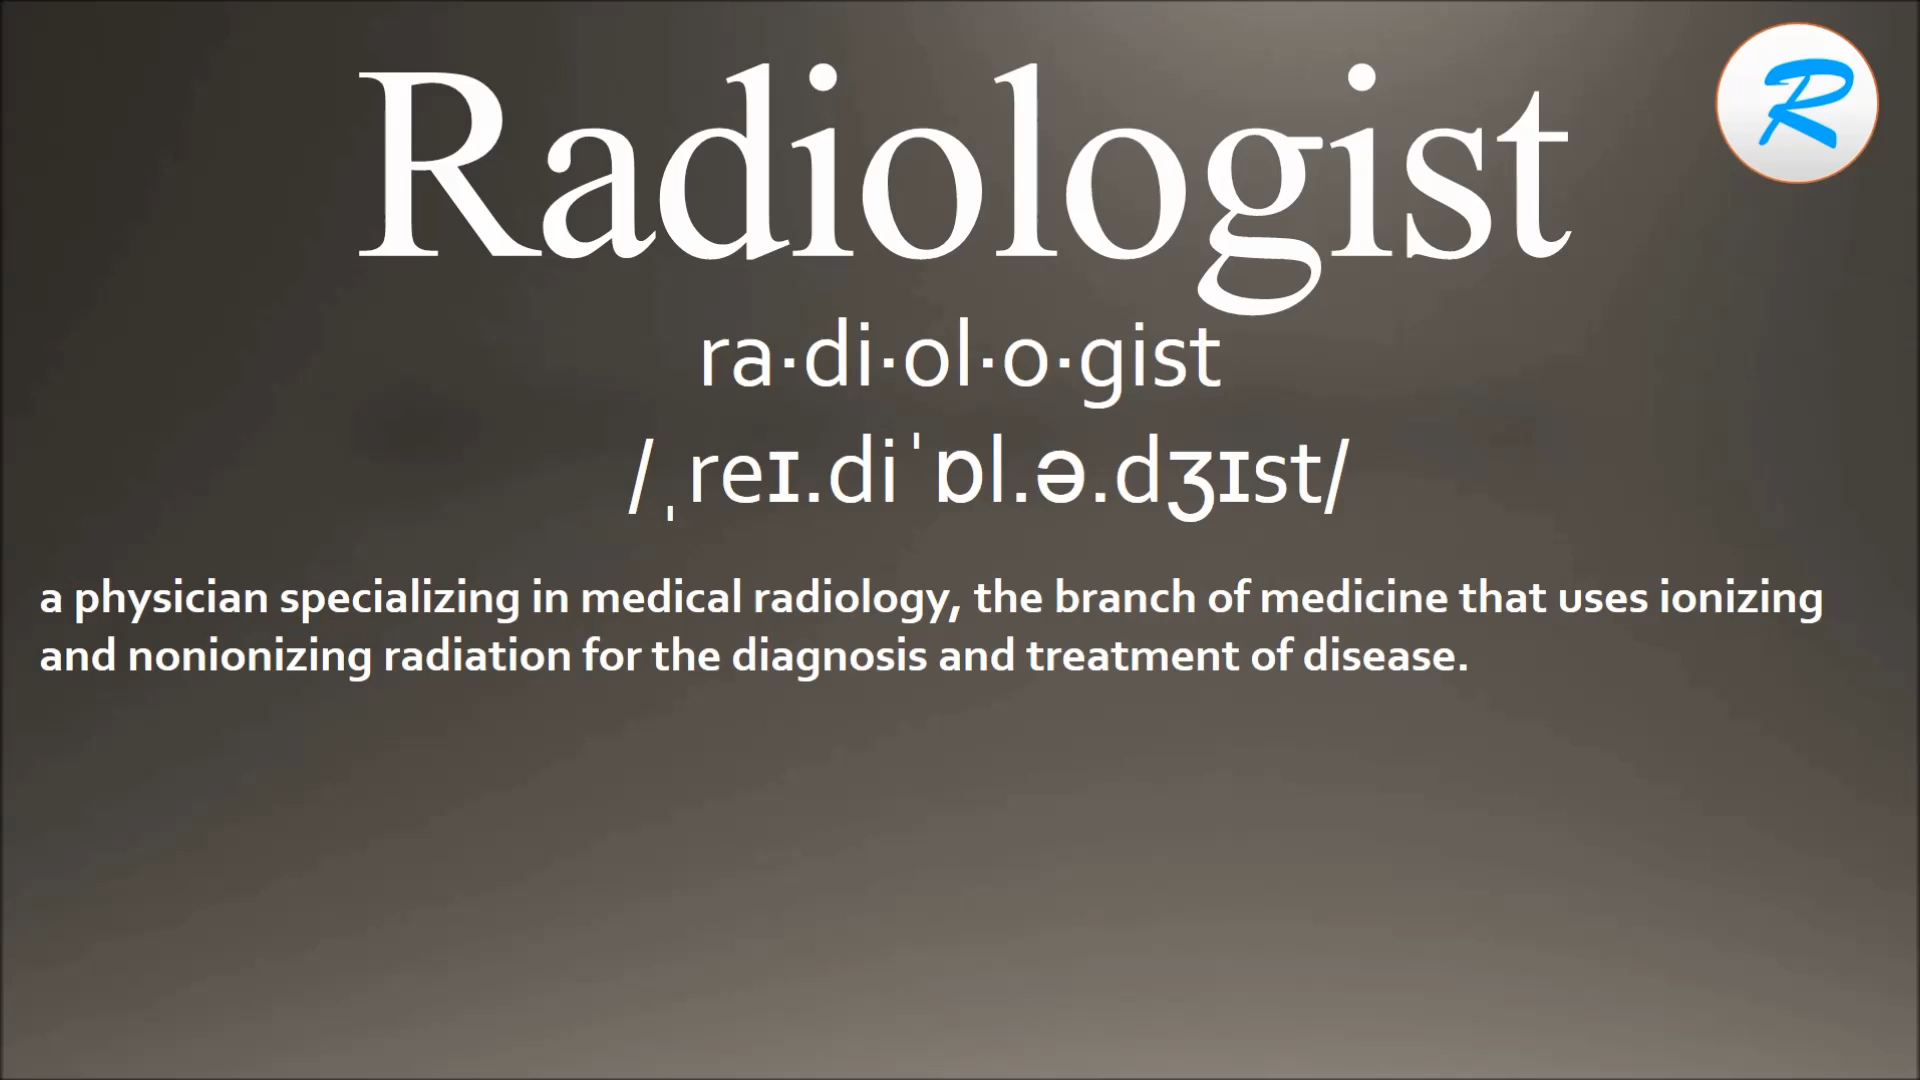 Radiologist
R
ra·di·ol·o·gist
/ˌreɪ.diˈɒl.ə.dʒɪst/
a physician specializing in medical radiology, the branch of medicine that uses ionizing
and nonionizing radiation for the diagnosis and treatment of disease.